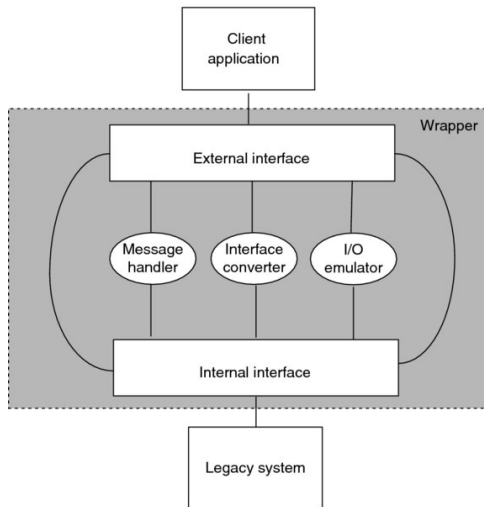 Client
application
Wrapper
External interface
Message
handler
Interface
converter
I/O
emulator
Internal interface
Legacy system